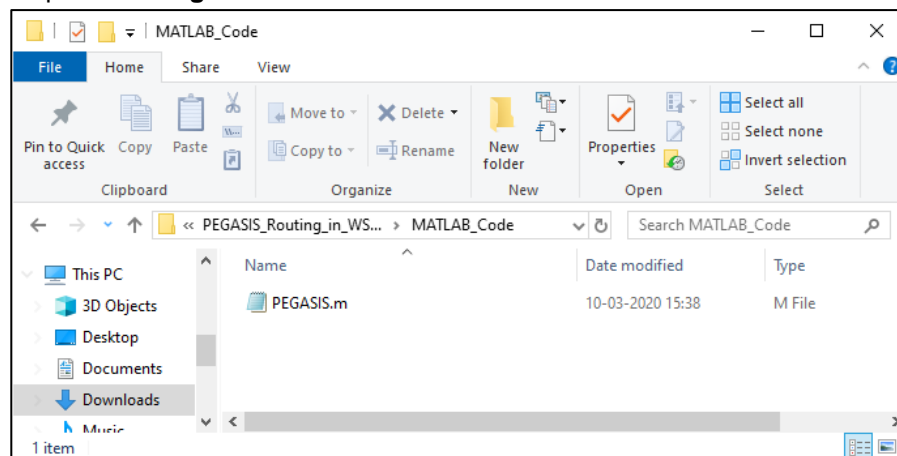 MATLAB_Code
File Home Share View
Pin to Quick access
Copy
Paste
W...
Clipboard
Move to
Copy to
Delete
Rename
Organize
New folder
New
Properties
Open
Select all
Select none
Invert selection
Select
« PEGASIS_Routing_in_WS... > MATLAB_Code
Search MATLAB_Code
This PC
3D Objects
Desktop
Documents
Downloads
Music
Name Date modified Type
PEGASIS.m 10-03-2020 15:38 M File
1 item